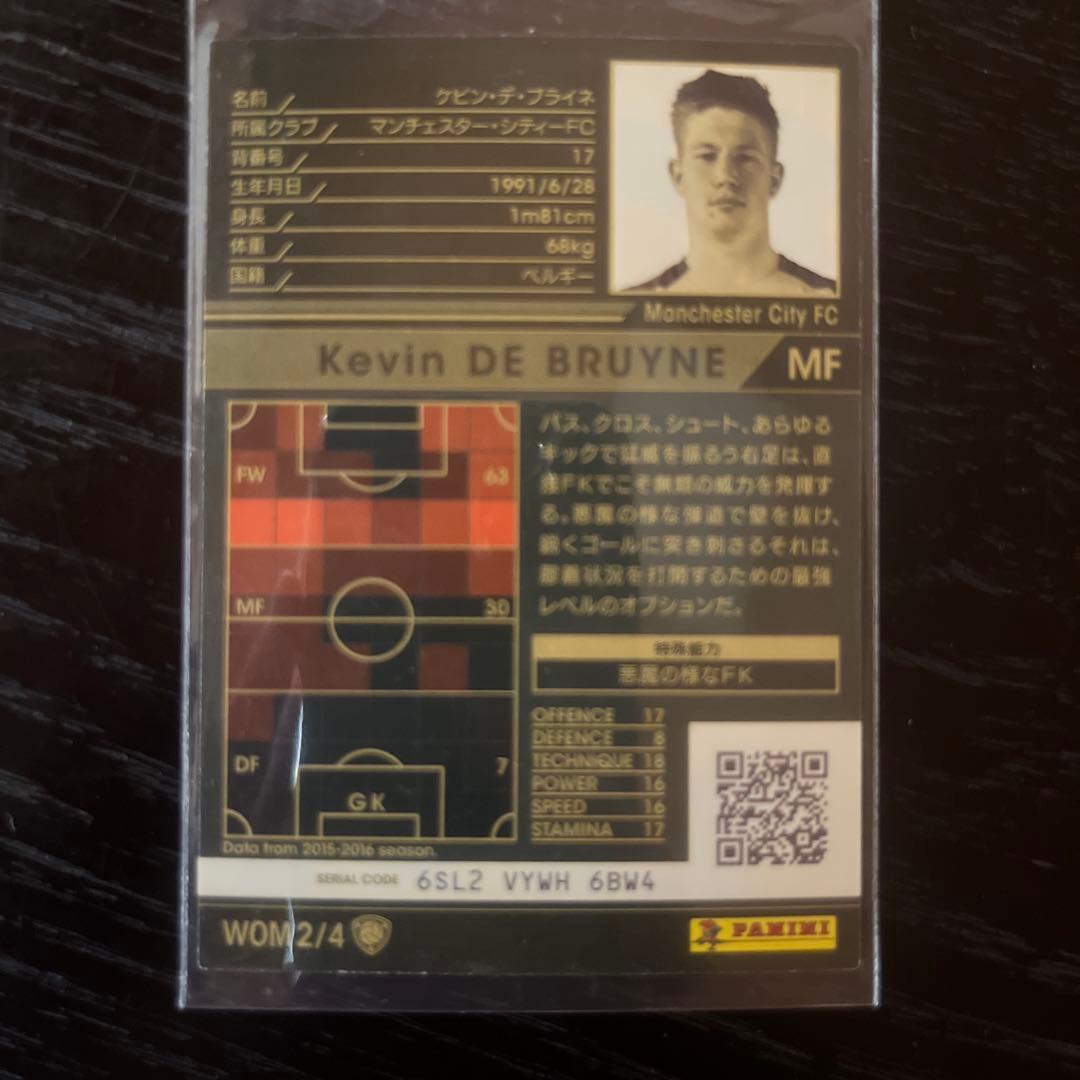 名前 ケビン・デ・ブライネ
所属クラブ マンチェスター・シティーFC
背番号 17
生年月日 1991/6/28
身長 1m81cm
体重 68kg
国籍 ベルギー
Manchester City FC
Kevin DE BRUYNE MF
パス、クロス、シュート、あらゆる
キックで猛威を振るう右足は、直
接FKでこそ無類の威力を発揮す
る。悪魔の様な弾道で壁を抜け、
鋭くゴールに突き刺さるそれは、
膠着状況を打開するための最強
レベルのオプションだ。
特殊能力
悪魔の様なFK
FW 63
MF 30
DF 7
GK
Data from 2015-2016 season.
OFFENCE 17
DEFENCE 8
TECHNIQUE 18
POWER 16
SPEED 16
STAMINA 17
SERIAL CODE 6SL2 VYWH 6BW4
WOM 2/4
PANINI